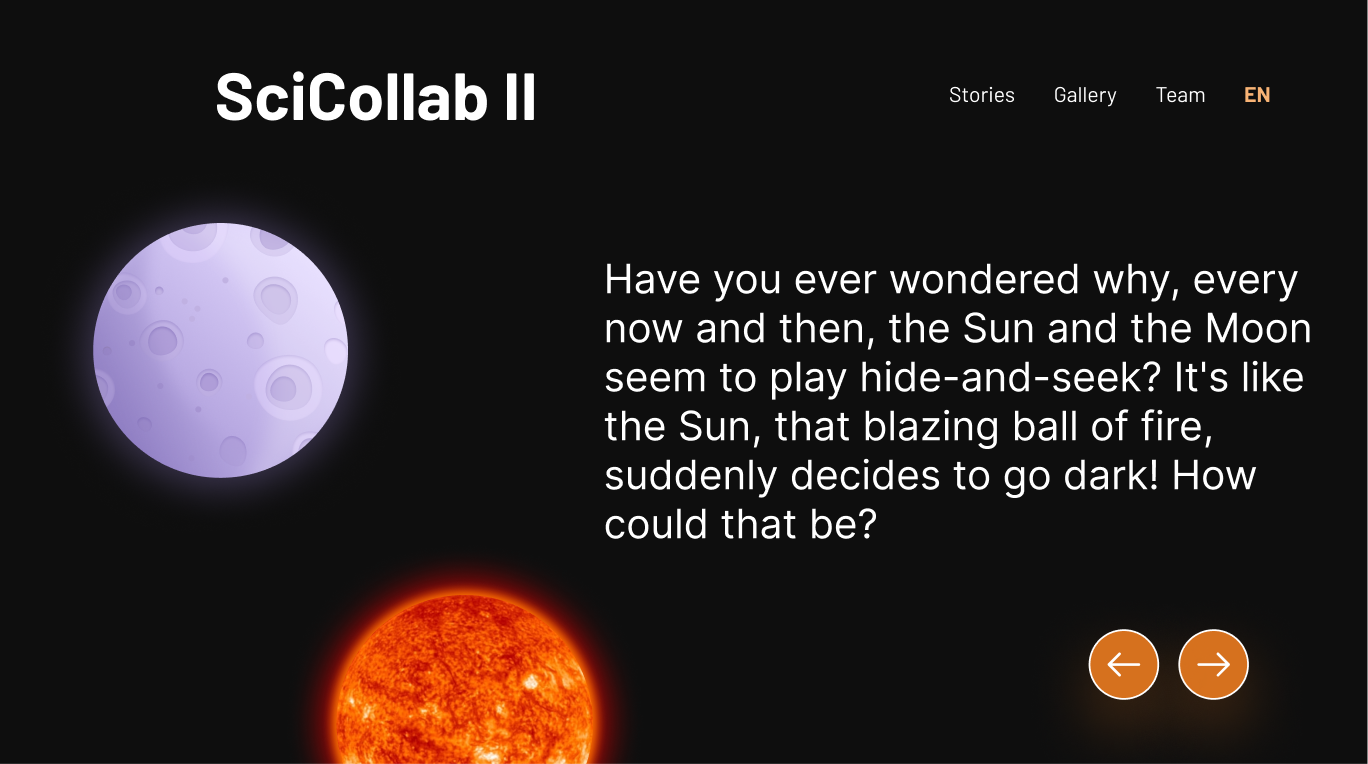 SciCollab II
Stories Gallery Team EN
Have you ever wondered why, every
now and then, the Sun and the Moon
seem to play hide-and-seek? It's like
the Sun, that blazing ball of fire,
suddenly decides to go dark! How
could that be?